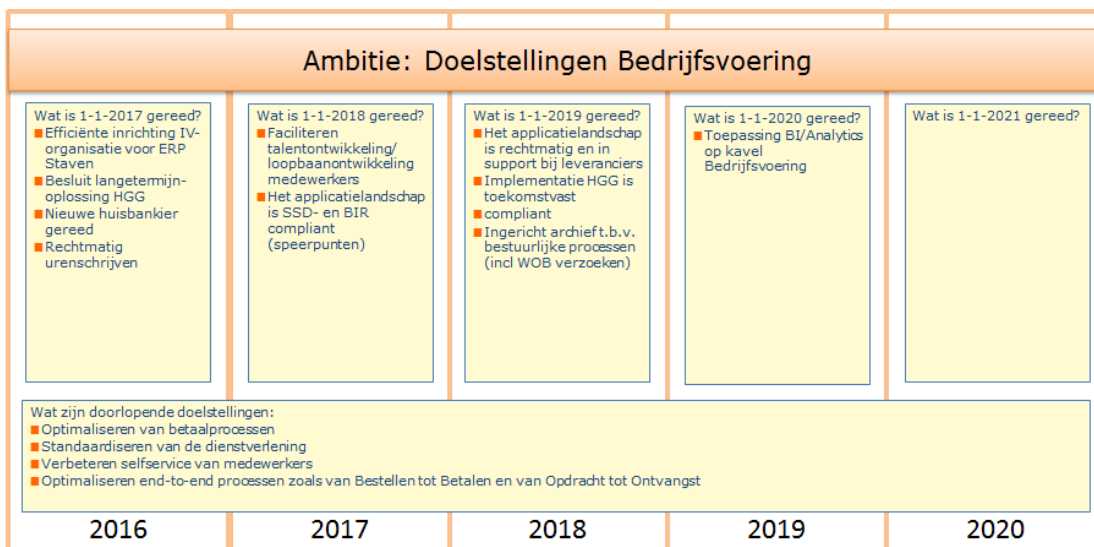 Ambitie: Doelstellingen Bedrijfsvoering
Wat is 1-1-2017 gereed?
Efficiënte inrichting IV-
organisatie voor ERP
Staven
Besluit langetermijn-
oplossing HGG
Nieuwe huisbankier
gereed
Rechtmatig
urenschrijven
Wat is 1-1-2018 gereed?
Faciliteren
talentontwikkeling/
loopbaanontwikkeling
medewerkers
Het applicatielandschap
is SSD- en BIR
compliant
(speerpunten)
Wat is 1-1-2019 gereed?
Het applicatielandschap
is rechtmatig en in
support bij leveranciers
Implementatie HGG is
toekomstvast
compliant
Ingericht archief t.b.v.
bestuurlijke processen
(incl WOB verzoeken)
Wat is 1-1-2020 gereed?
Toepassing BI/Analytics
op kavel
Bedrijfsvoering
Wat is 1-1-2021 gereed?
Wat zijn doorlopende doelstellingen:
Optimaliseren van betaalprocessen
Standaardiseren van de dienstverlening
Verbeteren selfservice van medewerkers
Optimaliseren end-to-end processen zoals van Bestellen tot Betalen en van Opdracht tot Ontvangst
2016 2017 2018 2019 2020